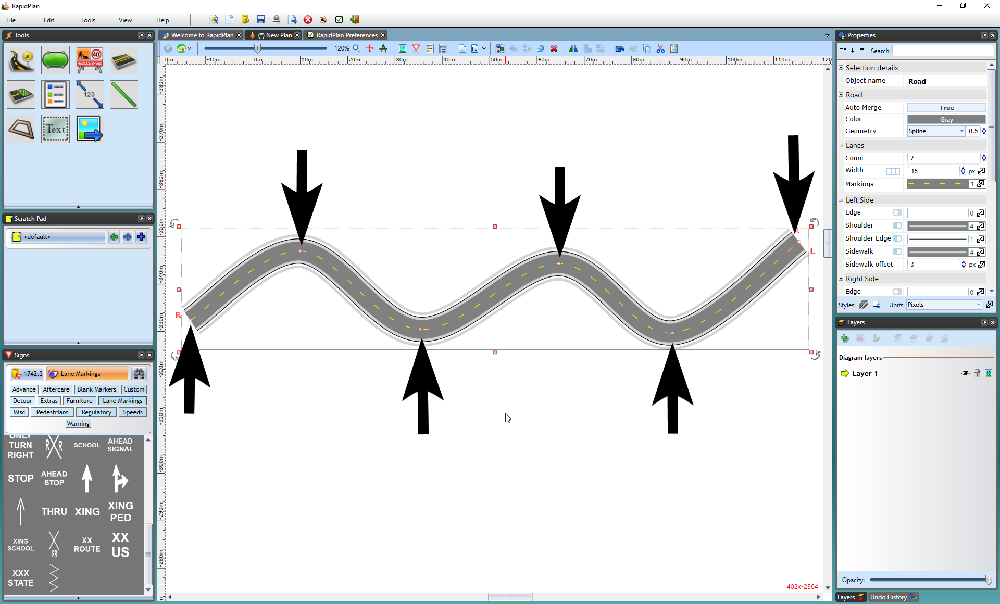 RapidPlan
File Edit Tools View Help
Tools
Welcome to RapidPlan (*) New Plan RapidPlan Preferences
120%
0m -10m 0m 10m 20m 30m 40m 50m 60m 70m 80m 90m 100m 110m 120
-380m
-370m
-360m
-350m
-340m
-330m
-320m
-310m
-300m
-290m
-280m
40
REDUCE SPEED
123
Text
Scratch Pad
<default>
Signs
1742.3 Lane Markings
Advance Aftercare Blank Markers Custom
Detour Extras Furniture Lane Markings
Misc Pedestrians Regulatory Speeds
Warning
ONLY
TURN
RIGHT
R R
SCHOOL
AHEAD
SIGNAL
STOP
AHEAD
STOP
THRU
XING
XING
PED
XING
SCHOOL
RR
XX
ROUTE
XX
US
XXX
STATE
R
L
402x-2364
Properties
Search:
Selection details
Object name Road
Road
Auto Merge True
Color Gray
Geometry Spline 0.5
Lanes
Count 2
Width 15 px
Markings 1
Left Side
Edge 0
Shoulder 4
Shoulder Edge 1
Sidewalk 4
Sidewalk offset 3 px
Right Side
Edge 0
Styles: Units: Pixels
Layers
Diagram layers
Layer 1
D
Opacity:
Layers Undo History